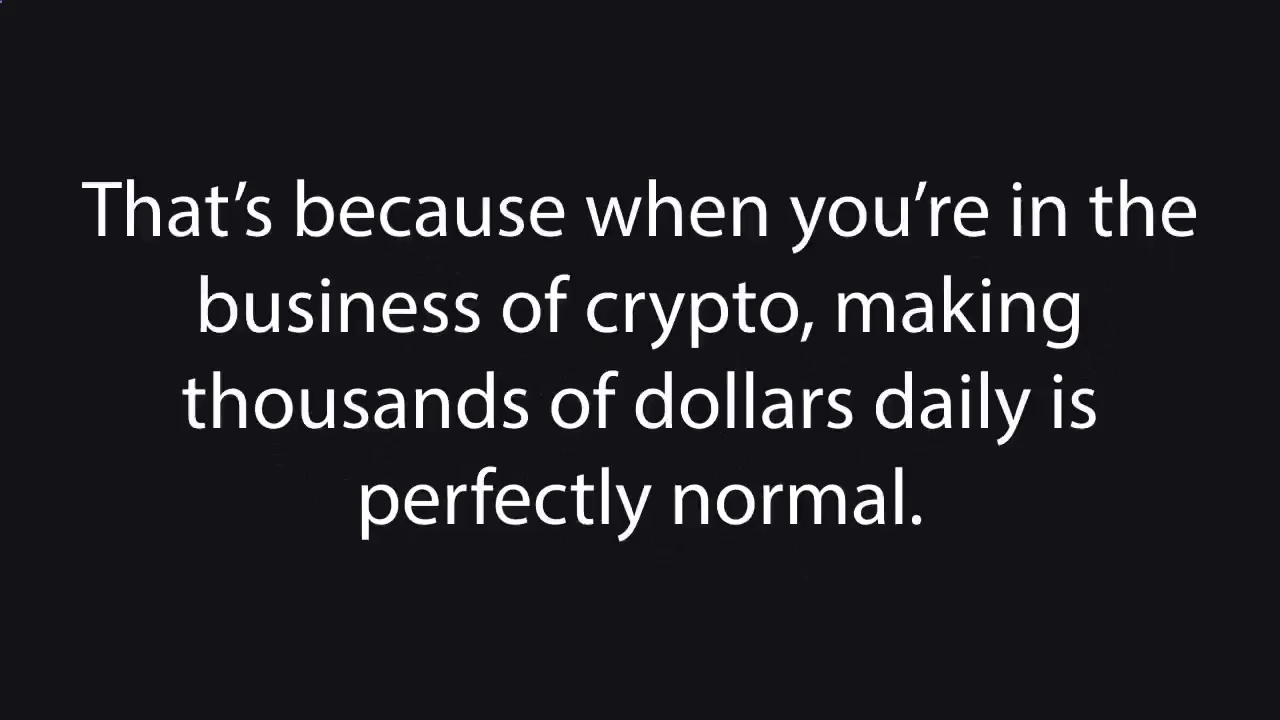 That’s because when you’re in the
business of crypto, making
thousands of dollars daily is
perfectly normal.